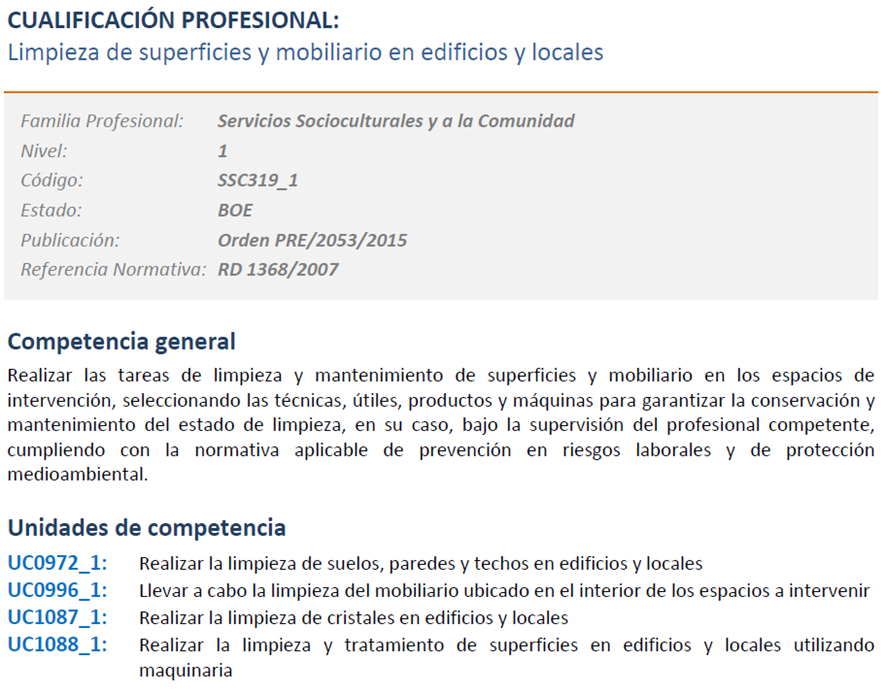 CUALIFICACIÓN PROFESIONAL:
Limpieza de superficies y mobiliario en edificios y locales
Familia Profesional: Servicios Socioculturales y a la Comunidad
Nivel: 1
Código: SSC319_1
Estado: BOE
Publicación: Orden PRE/2053/2015
Referencia Normativa: RD 1368/2007
Competencia general
Realizar las tareas de limpieza y mantenimiento de superficies y mobiliario en los espacios de
intervención, seleccionando las técnicas, útiles, productos y máquinas para garantizar la conservación y
mantenimiento del estado de limpieza, en su caso, bajo la supervisión del profesional competente,
cumpliendo con la normativa aplicable de prevención en riesgos laborales y de protección
medioambiental.
Unidades de competencia
UC0972_1: Realizar la limpieza de suelos, paredes y techos en edificios y locales
UC0996_1: Llevar a cabo la limpieza del mobiliario ubicado en el interior de los espacios a intervenir
UC1087_1: Realizar la limpieza de cristales en edificios y locales
UC1088_1: Realizar la limpieza y tratamiento de superficies en edificios y locales utilizando
maquinaria